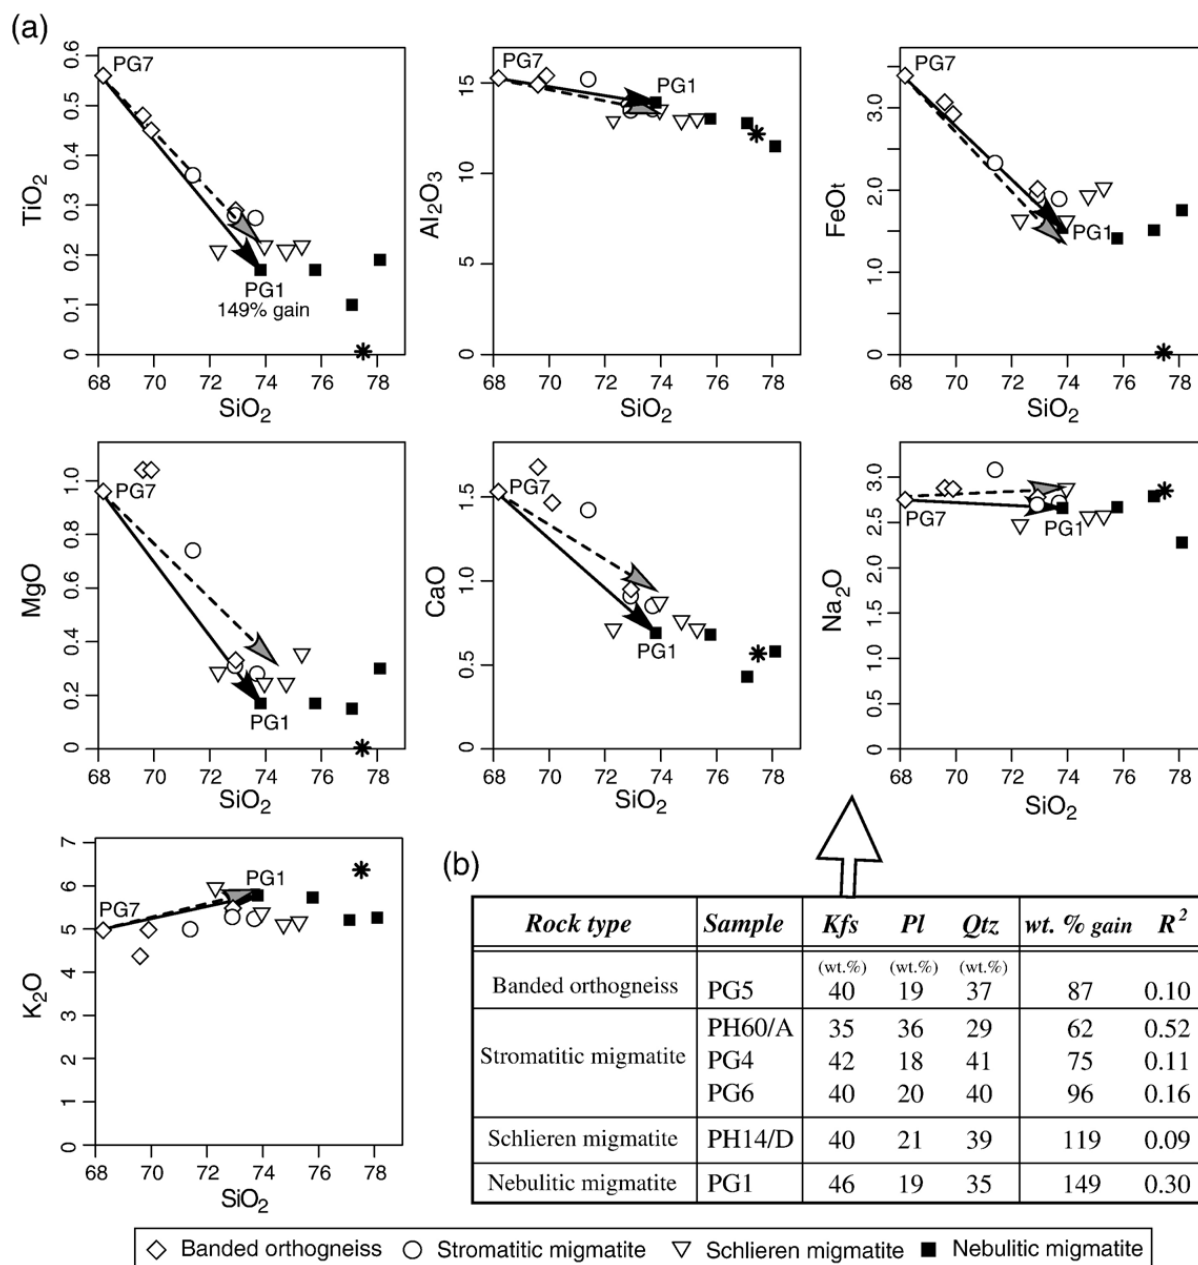 (a)
TiO2
0.6
0.5
0.4
0.3
0.2
0.1
0
PG7
PG1
149% gain
68 70 72 74 76 78
SiO2
Al2O3
15
10
5
0
PG7
PG1
68 70 72 74 76 78
SiO2
FeOt
3.0
2.0
1.0
0
PG7
PG1
68 70 72 74 76 78
SiO2
MgO
1.0
0.8
0.6
0.4
0.2
0
PG7
PG1
68 70 72 74 76 78
SiO2
CaO
1.5
1.0
0.5
0
PG7
PG1
68 70 72 74 76 78
SiO2
Na2O
3.0
2.5
2.0
1.5
1.0
0.5
0
PG7
PG1
68 70 72 74 76 78
SiO2
K2O
7
6
5
4
3
2
1
0
PG7
PG1
68 70 72 74 76 78
SiO2
(b)
Rock type Sample Kfs Pl Qtz wt. % gain R2
(wt.%) (wt.%) (wt.%)
Banded orthogneiss PG5 40 19 37 87 0.10
PH60/A 35 36 29 62 0.52
Stromatitic migmatite PG4 42 18 41 75 0.11
PG6 40 20 40 96 0.16
Schlieren migmatite PH14/D 40 21 39 119 0.09
Nebulitic migmatite PG1 46 19 35 149 0.30
Banded orthogneiss Stromatitic migmatite Schlieren migmatite Nebulitic migmatite